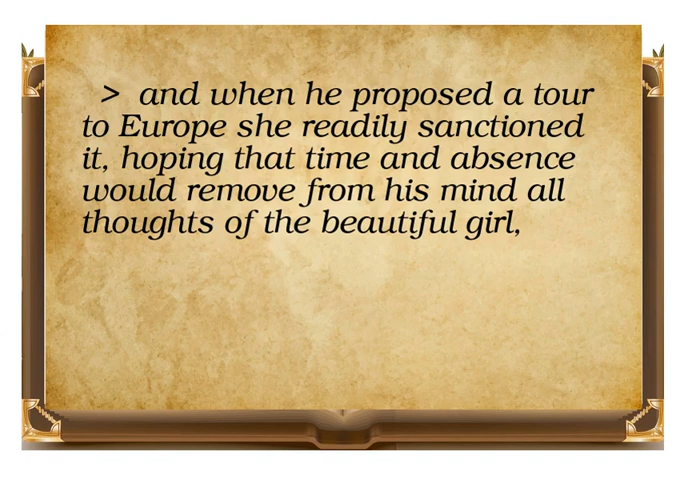 > and when he proposed a tour
to Europe she readily sanctioned
it, hoping that time and absence
would remove from his mind all
thoughts of the beautiful girl,